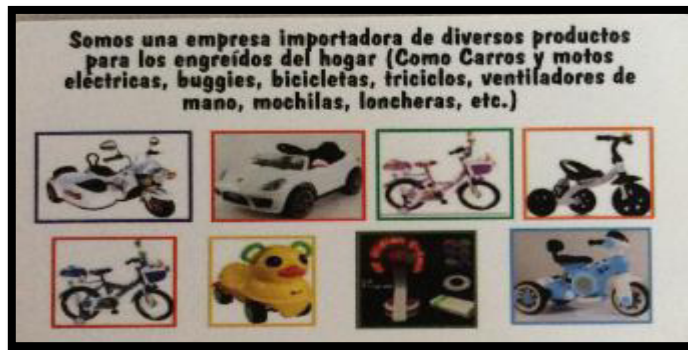 Somos una empresa importadora de diversos productos
para los engreídos del hogar (Como Carros y motos
eléctricas, buggies, bicicletas, triciclos, ventiladores de
mano, mochilas, loncheras, etc.)